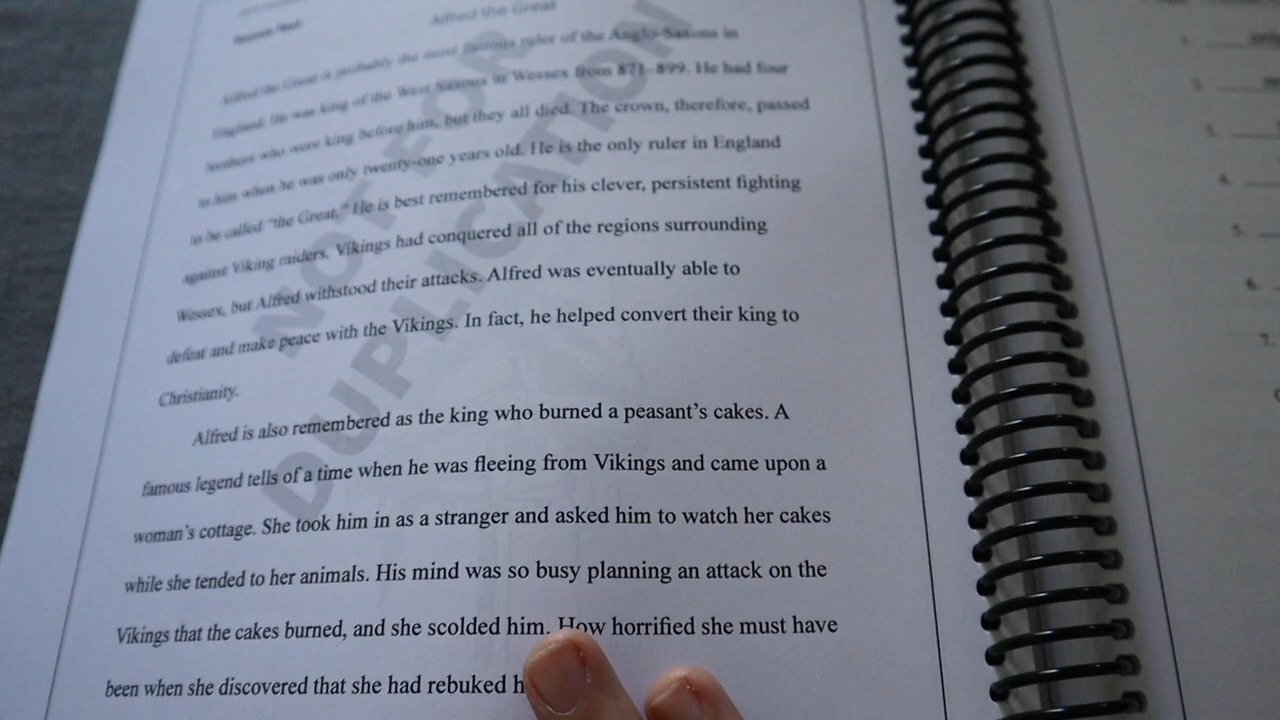 Alfred the Great
Alfred the Great is probably the most famous ruler of the Anglo-Saxons in
England. He was king of the West Saxons in Wessex from 871–899. He had four
brothers who were king before him, but they all died. The crown, therefore, passed
to him when he was only twenty-one years old. He is the only ruler in England
to be called "the Great." He is best remembered for his clever, persistent fighting
against Viking raiders. Vikings had conquered all of the regions surrounding
Wessex, but Alfred withstood their attacks. Alfred was eventually able to
defeat and make peace with the Vikings. In fact, he helped convert their king to
Christianity.
Alfred is also remembered as the king who burned a peasant's cakes. A
famous legend tells of a time when he was fleeing from Vikings and came upon a
woman's cottage. She took him in as a stranger and asked him to watch her cakes
while she tended to her animals. His mind was so busy planning an attack on the
Vikings that the cakes burned, and she scolded him. How horrified she must have
been when she discovered that she had rebuked
NOT FOR
DUPLICATION
1.
2.
3.
4.
5.
6.
7.